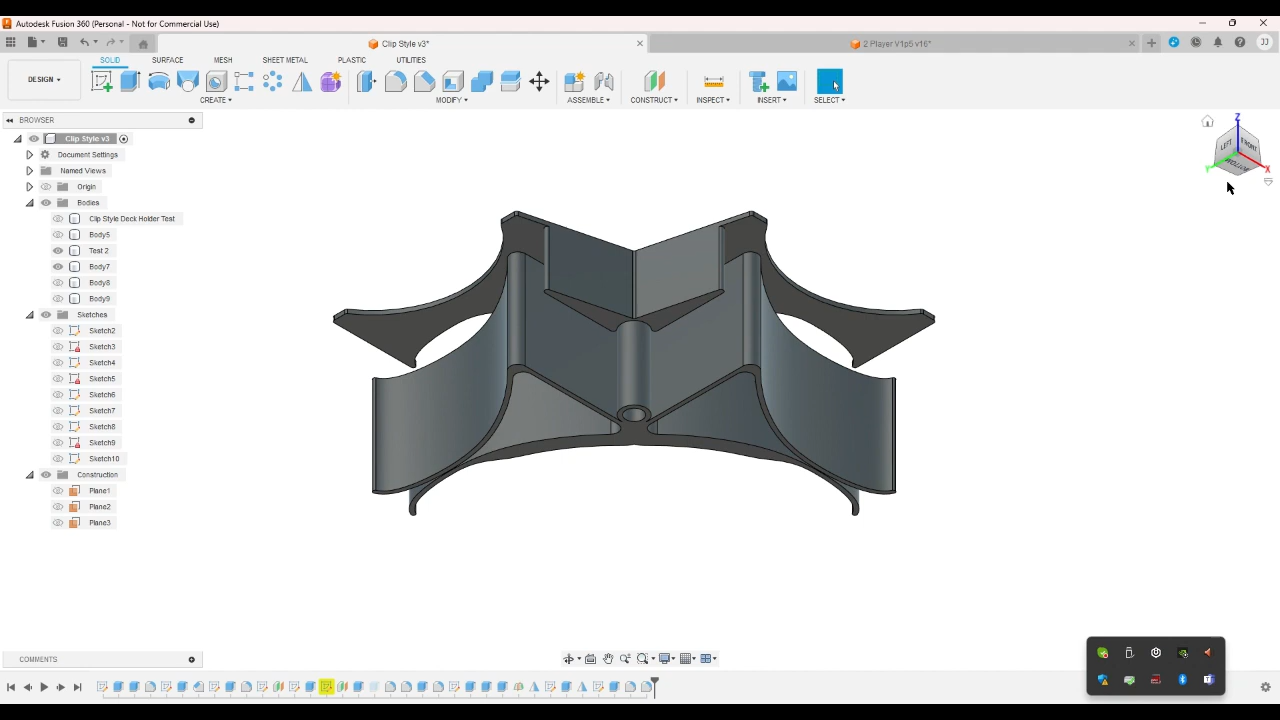 Autodesk Fusion 360 (Personal - Not for Commercial Use)
Clip Style v3*
2 Player V1p5 v16*
JJ
SOLID SURFACE MESH SHEET METAL PLASTIC UTILITIES
DESIGN
CREATE MODIFY ASSEMBLE CONSTRUCT INSPECT INSERT SELECT
BROWSER
Clip Style v3
Document Settings
Named Views
Origin
Bodies
Clip Style Deck Holder Test
Body5
Test 2
Body7
Body8
Body9
Sketches
Sketch2
Sketch3
Sketch4
Sketch5
Sketch6
Sketch7
Sketch8
Sketch9
Sketch10
Construction
Plane1
Plane2
Plane3
Z
LEFT FRONT
BOTTOM
Y X
COMMENTS